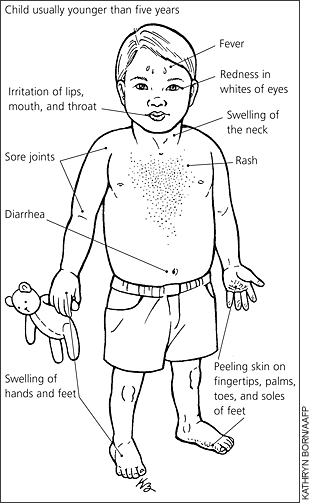 Child usually younger than five years
Fever
Redness in
whites of eyes
Irritation of lips,
mouth, and throat
Swelling of
the neck
Sore joints
Rash
Diarrhea
Swelling of
hands and feet
Peeling skin on
fingertips, palms,
toes, and soles
of feet
KATHRYN BORN/AAFP